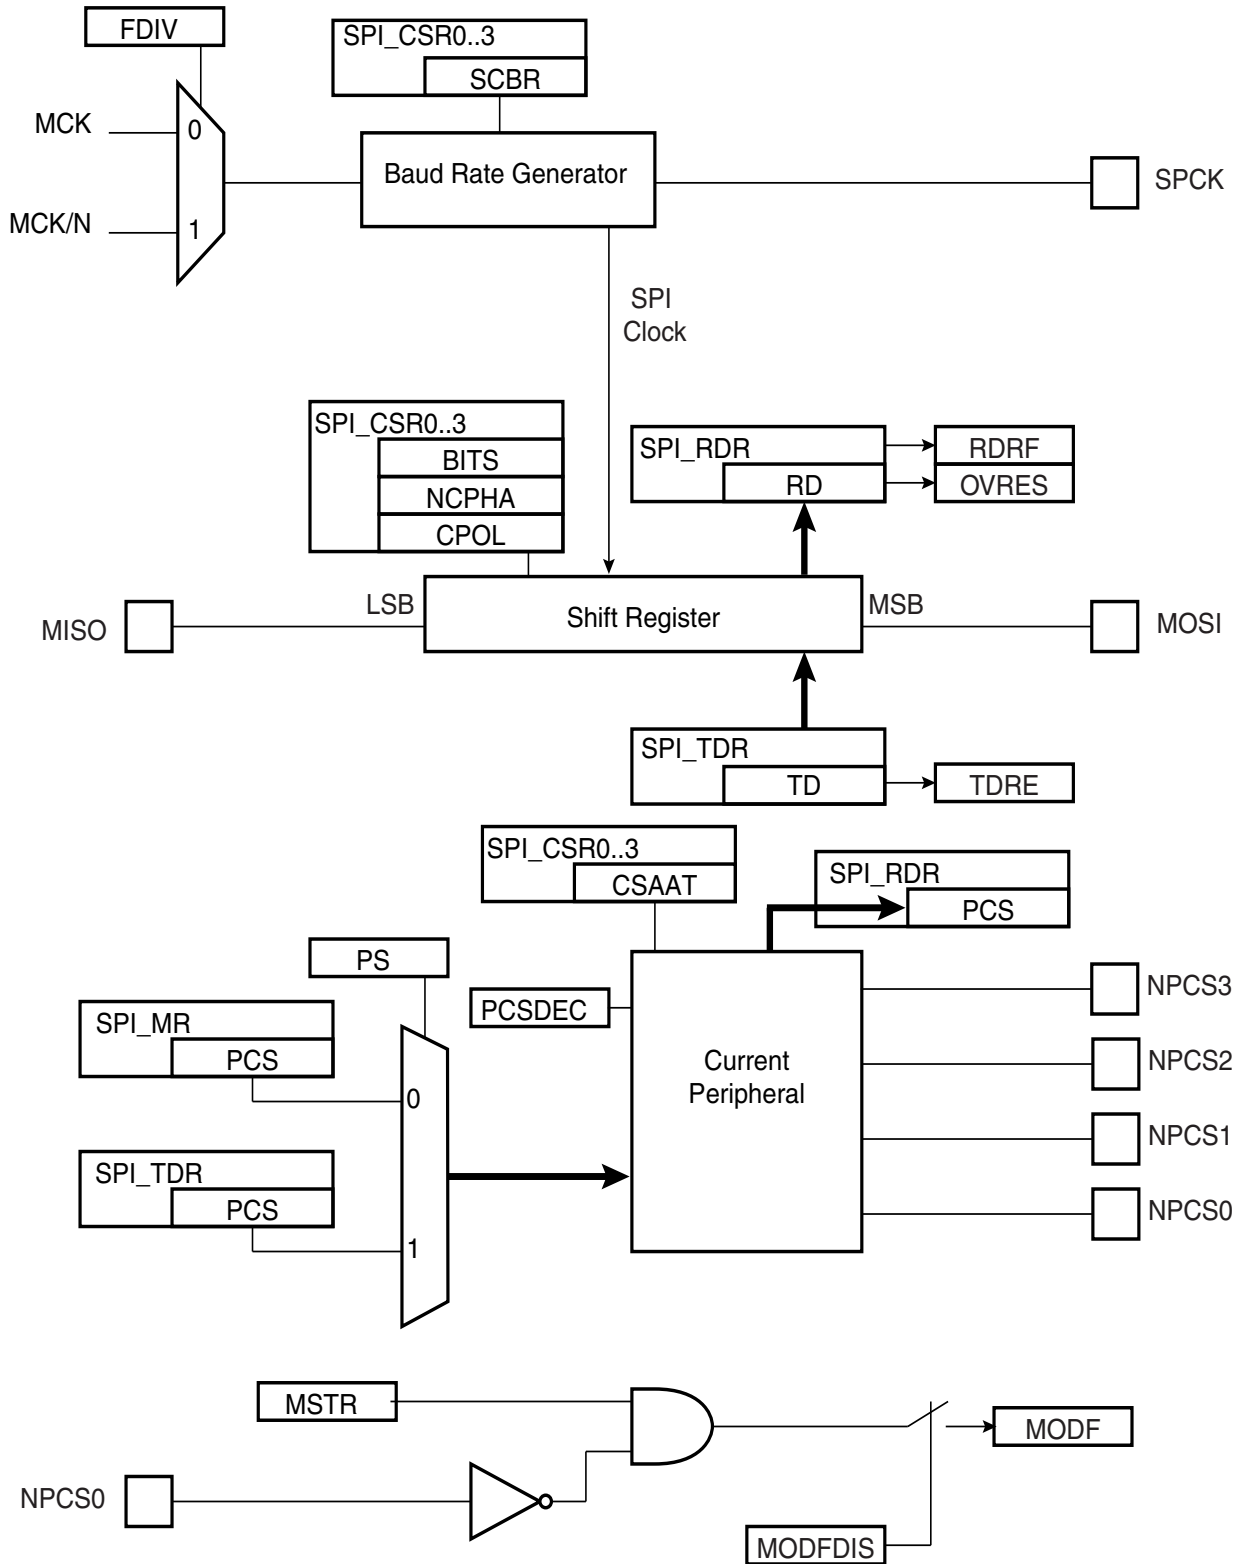 FDIV
SPI_CSR0..3
SCBR
MCK
0
Baud Rate Generator
SPCK
MCK/N
1
SPI
Clock
SPI_CSR0..3
BITS
NCPHA
CPOL
SPI_RDR
RD
RDRF
OVRES
LSB
MSB
MISO
Shift Register
MOSI
SPI_TDR
TD
TDRE
SPI_CSR0..3
CSAAT
SPI_RDR
PCS
PS
PCSDEC
NPCS3
SPI_MR
PCS
0
Current
Peripheral
NPCS2
NPCS1
SPI_TDR
PCS
1
NPCS0
MSTR
MODF
NPCS0
MODFDIS